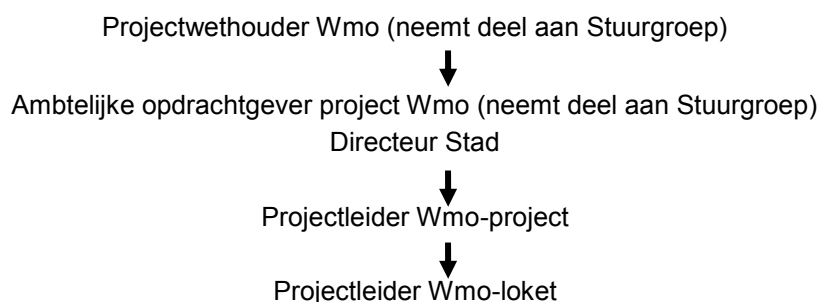 Projectwethouder Wmo (neemt deel aan Stuurgroep)
Ambtelijke opdrachtgever project Wmo (neemt deel aan Stuurgroep)
Directeur Stad
Projectleider Wmo-project
Projectleider Wmo-loket